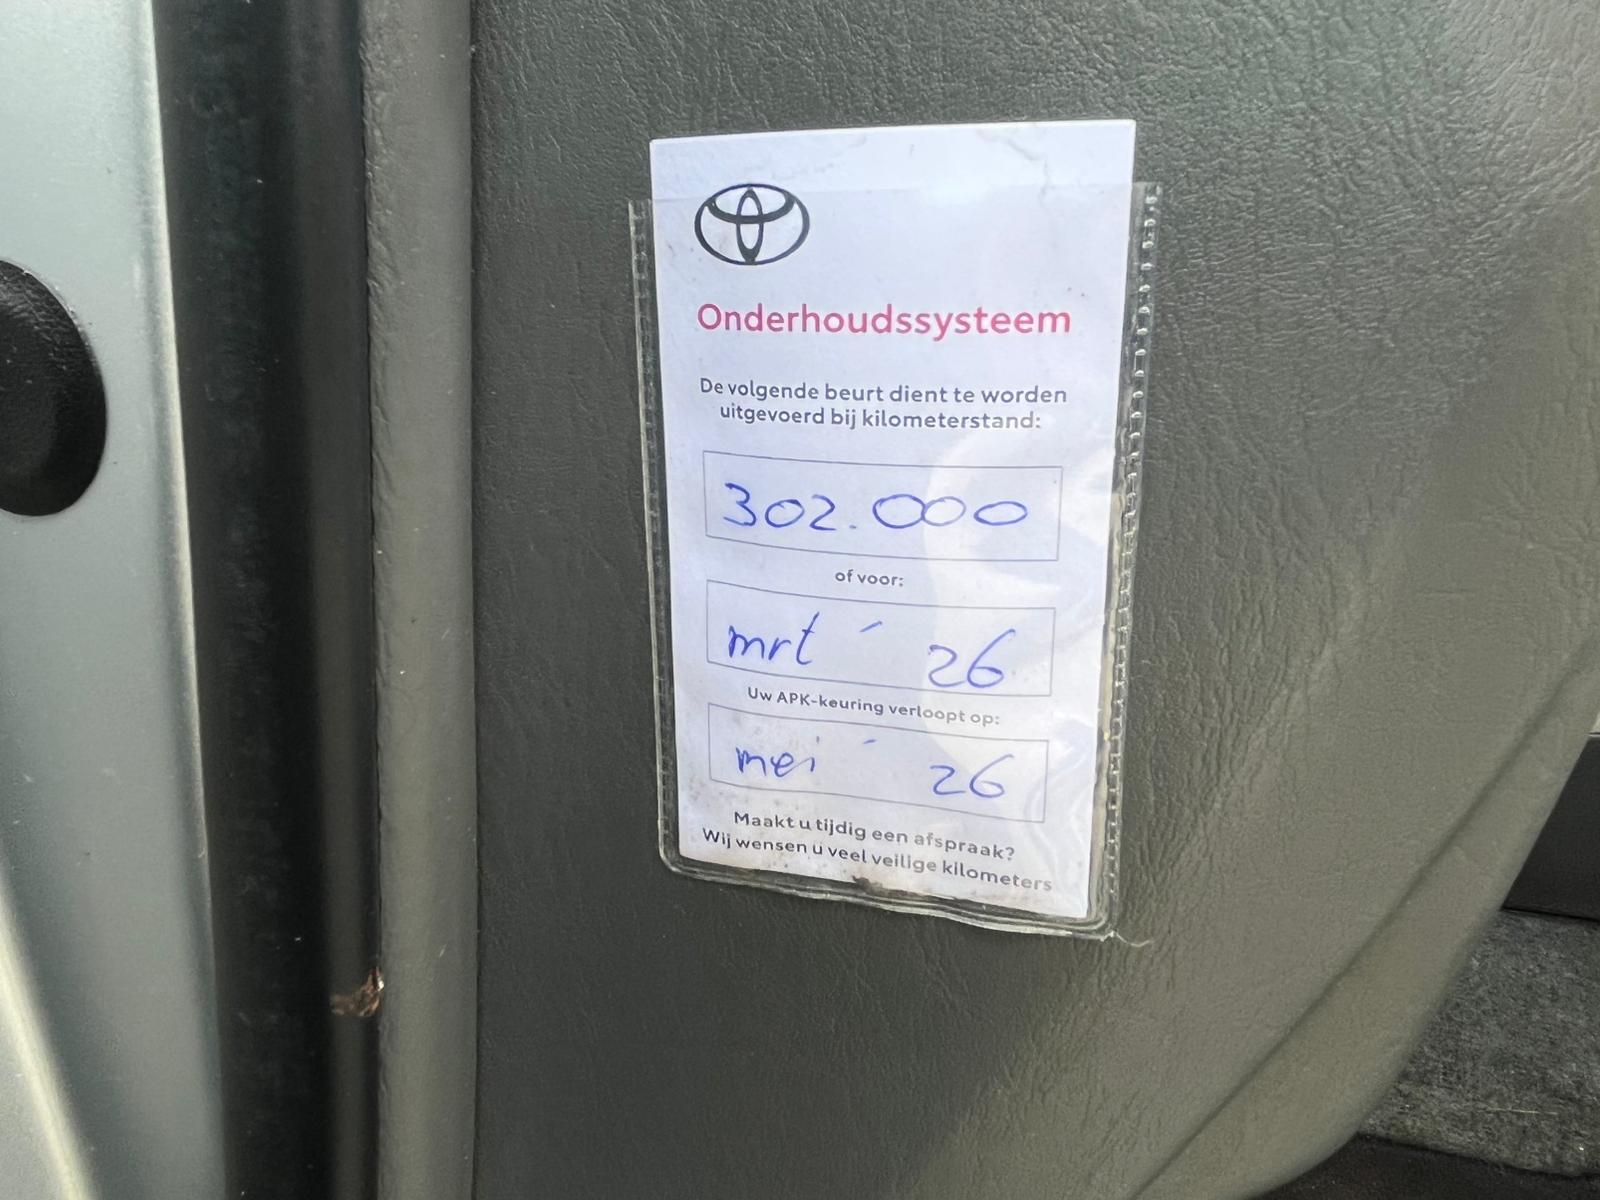 Onderhoudssysteem
De volgende beurt dient te worden
uitgevoerd bij kilometerstand:
302.000
of voor:
mrt ' 26
Uw APK-keuring verloopt op:
mei ' 26
Maakt u tijdig een afspraak?
Wij wensen u veel veilige kilometers